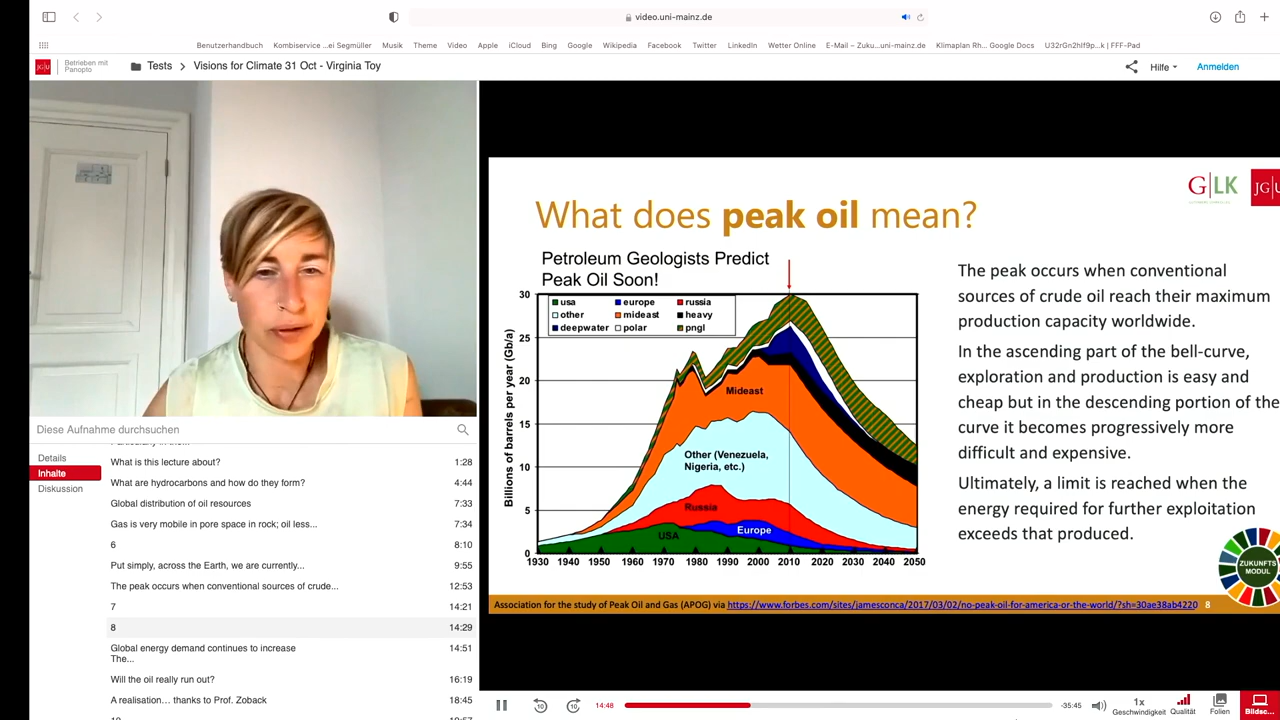 video.uni-mainz.de
Benutzerhandbuch Kombiservice ...ei Segmüller Musik Theme Video Apple iCloud Bing Google Wikipedia Facebook Twitter LinkedIn Wetter Online E-Mail – Zuku...uni-mainz.de Klimaplan Rh... Google Docs U32rGn2hIf9p...k | FFF-Pad
JGU
Betrieben mit
Panopto
Tests > Visions for Climate 31 Oct - Virginia Toy
Hilfe
Anmelden
Diese Aufnahme durchsuchen
Details
Inhalte
Diskussion
What is this lecture about? 1:28
What are hydrocarbons and how do they form? 4:44
Global distribution of oil resources 7:33
Gas is very mobile in pore space in rock; oil less... 7:34
6 8:10
Put simply, across the Earth, we are currently... 9:55
The peak occurs when conventional sources of crude... 12:53
7 14:21
8 14:29
Global energy demand continues to increase 14:51
The...
Will the oil really run out? 16:19
A realisation... thanks to Prof. Zoback 18:45
G|LK
JG|U
What does peak oil mean?
Petroleum Geologists Predict
Peak Oil Soon!
Billions of barrels per year (Gb/a)
30
25
20
15
10
5
0
usa europe russia
other mideast heavy
deepwater polar pngl
Mideast
Other (Venezuela,
Nigeria, etc.)
Russia
Europe
USA
1930 1940 1950 1960 1970 1980 1990 2000 2010 2020 2030 2040 2050
The peak occurs when conventional
sources of crude oil reach their maximum
production capacity worldwide.
In the ascending part of the bell-curve,
exploration and production is easy and
cheap but in the descending portion of the
curve it becomes progressively more
difficult and expensive.
Ultimately, a limit is reached when the
energy required for further exploitation
exceeds that produced.
ZUKUNFTS
MODUL
Association for the study of Peak Oil and Gas (APOG) via https://www.forbes.com/sites/jamesconca/2017/03/02/no-peak-oil-for-america-or-the-world/?sh=30ae38ab4220 8
10 10 14:48 -35:45 1x
Geschwindigkeit Qualität Folien Bildsc...